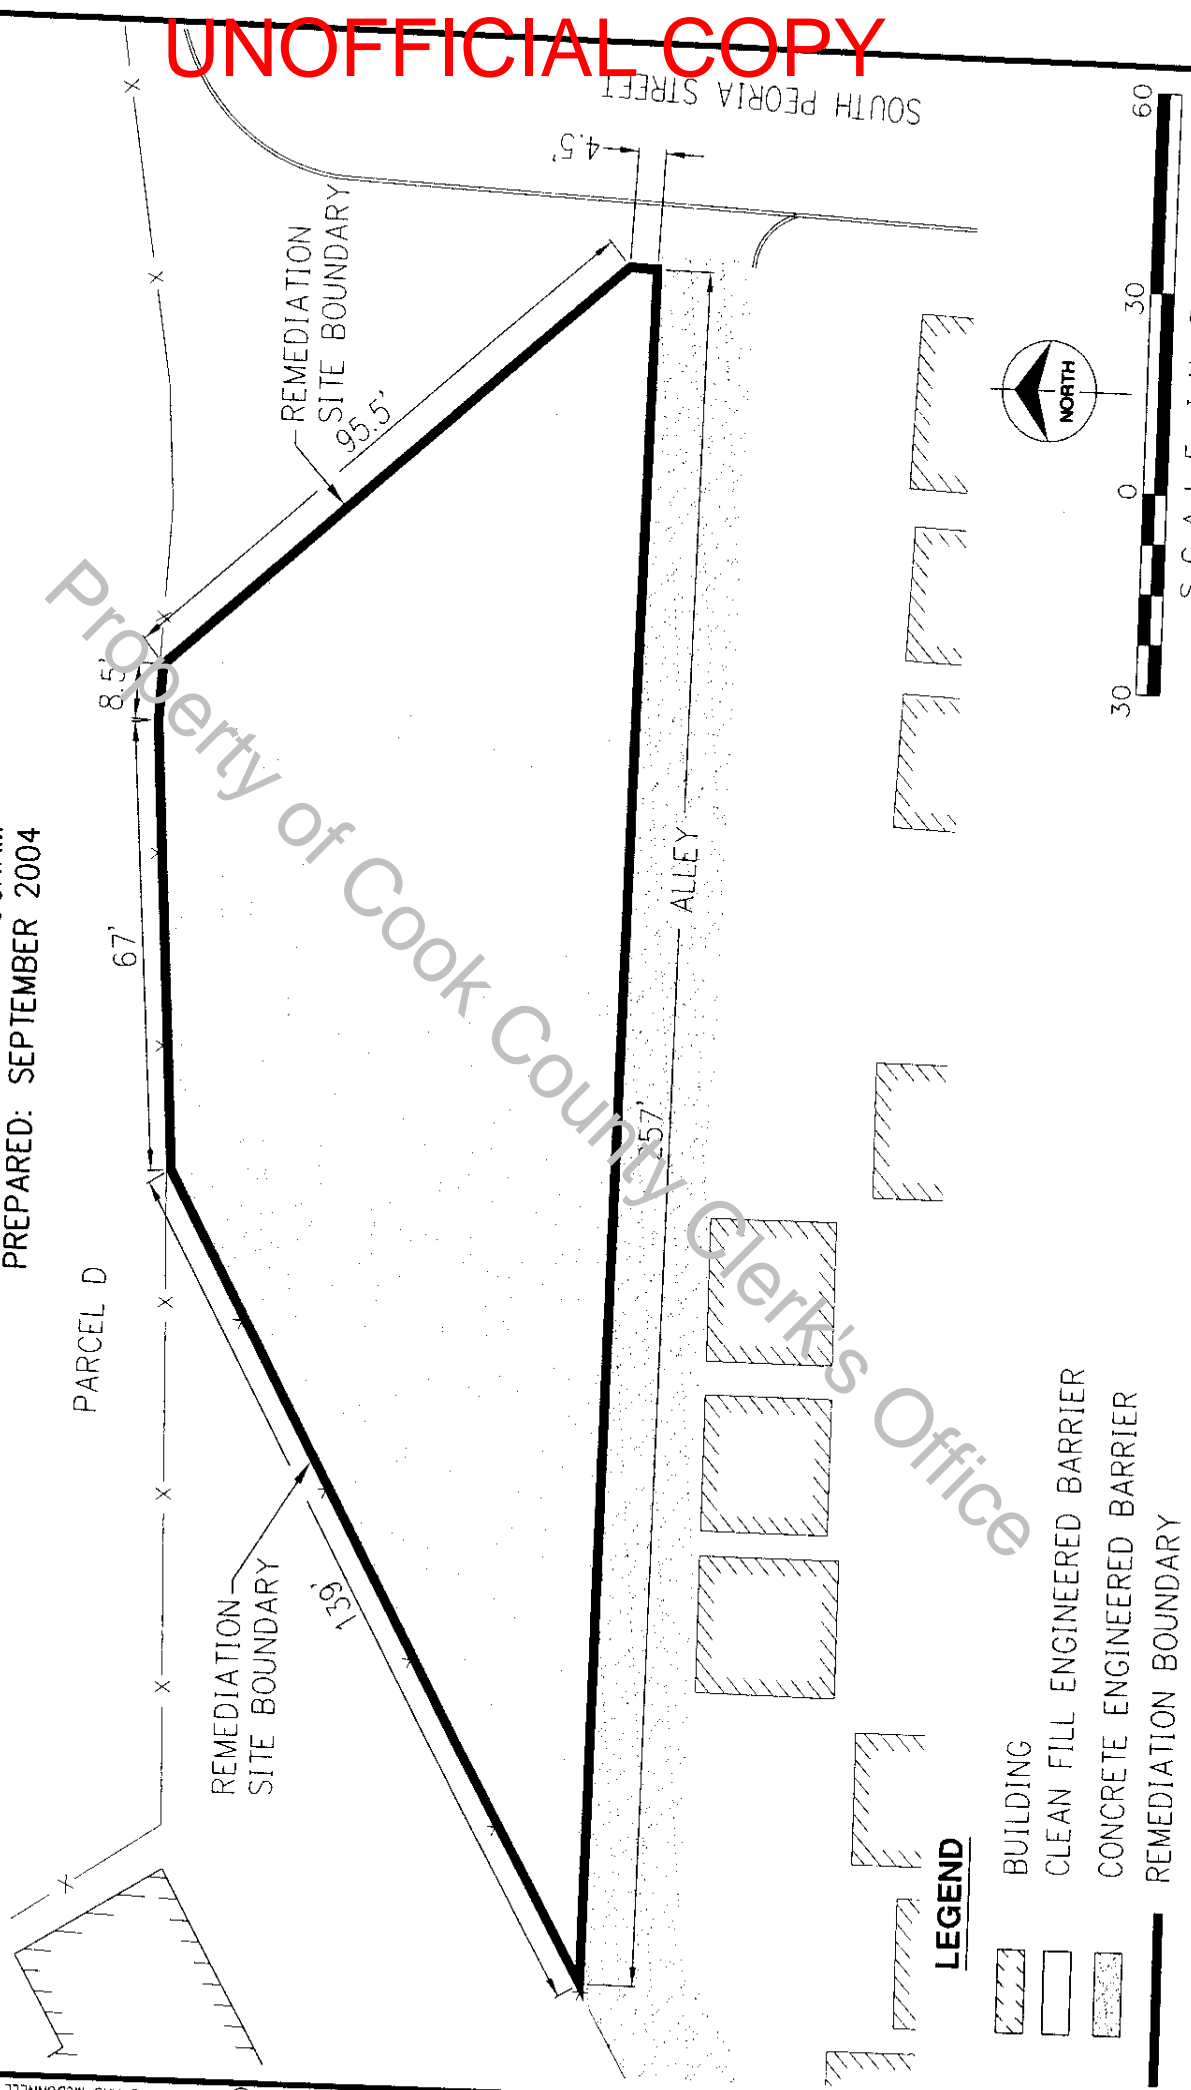 UNOFFICIAL COPY
PREPARED: SEPTEMBER 2004
PARCEL D
SOUTH PEORIA STREET
4.5'
REMEDIATION
SITE BOUNDARY
95.5'
8.5'
67'
ALLEY
REMEDIATION
SITE BOUNDARY
139'
NORTH
30
0
30
60
LEGEND
BUILDING
CLEAN FILL ENGINEERED BARRIER
CONCRETE ENGINEERED BARRIER
REMEDIATION BOUNDARY
Property of Cook County Clerk's Office